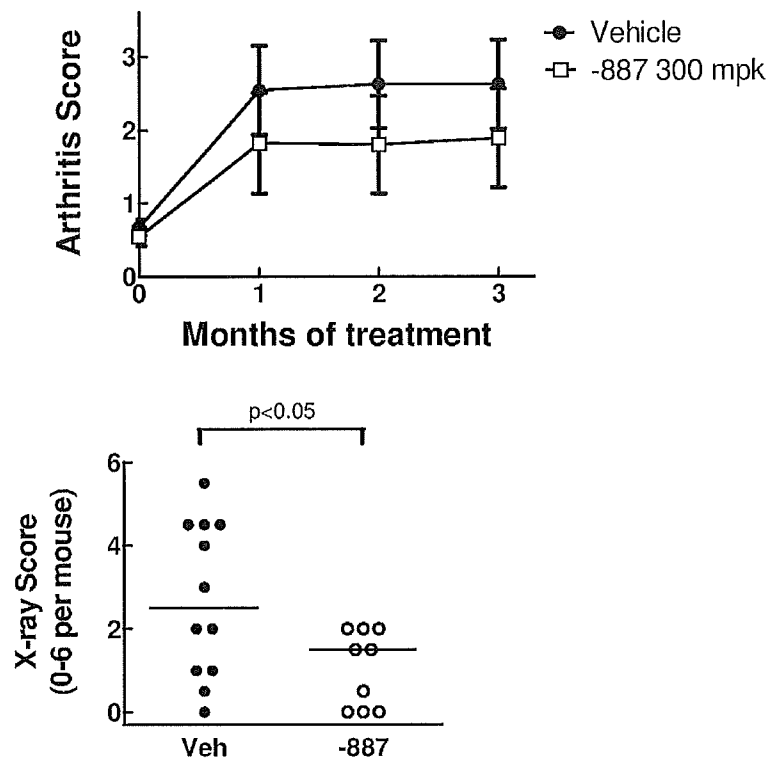 Arthritis Score
3
2
1
0
0 1 2 3
Months of treatment
Vehicle
-887 300 mpk
p<0.05
X-ray Score
(0-6 per mouse)
6
4
2
0
Veh -887